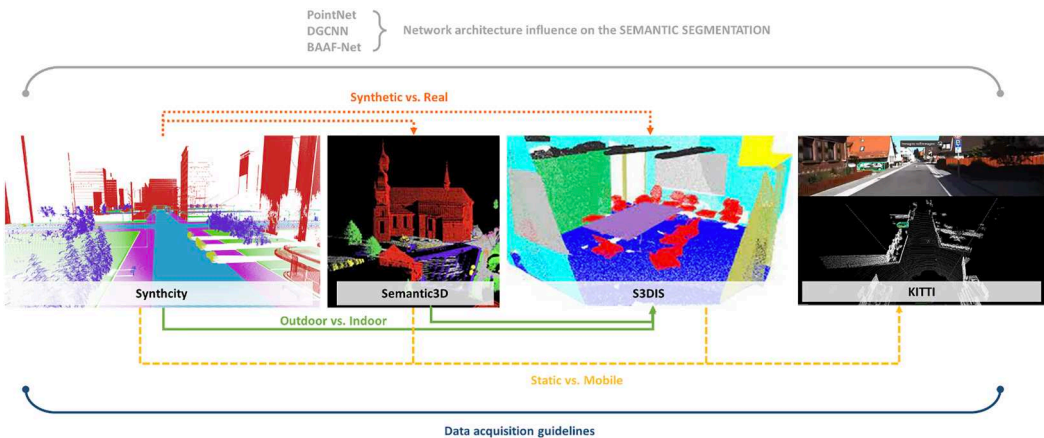 PointNet
DGCNN
BAAF-Net
Network architecture influence on the SEMANTIC SEGMENTATION
Synthetic vs. Real
Synthcity
Semantic3D
S3DIS
KITTI
Outdoor vs. Indoor
Static vs. Mobile
Data acquisition guidelines